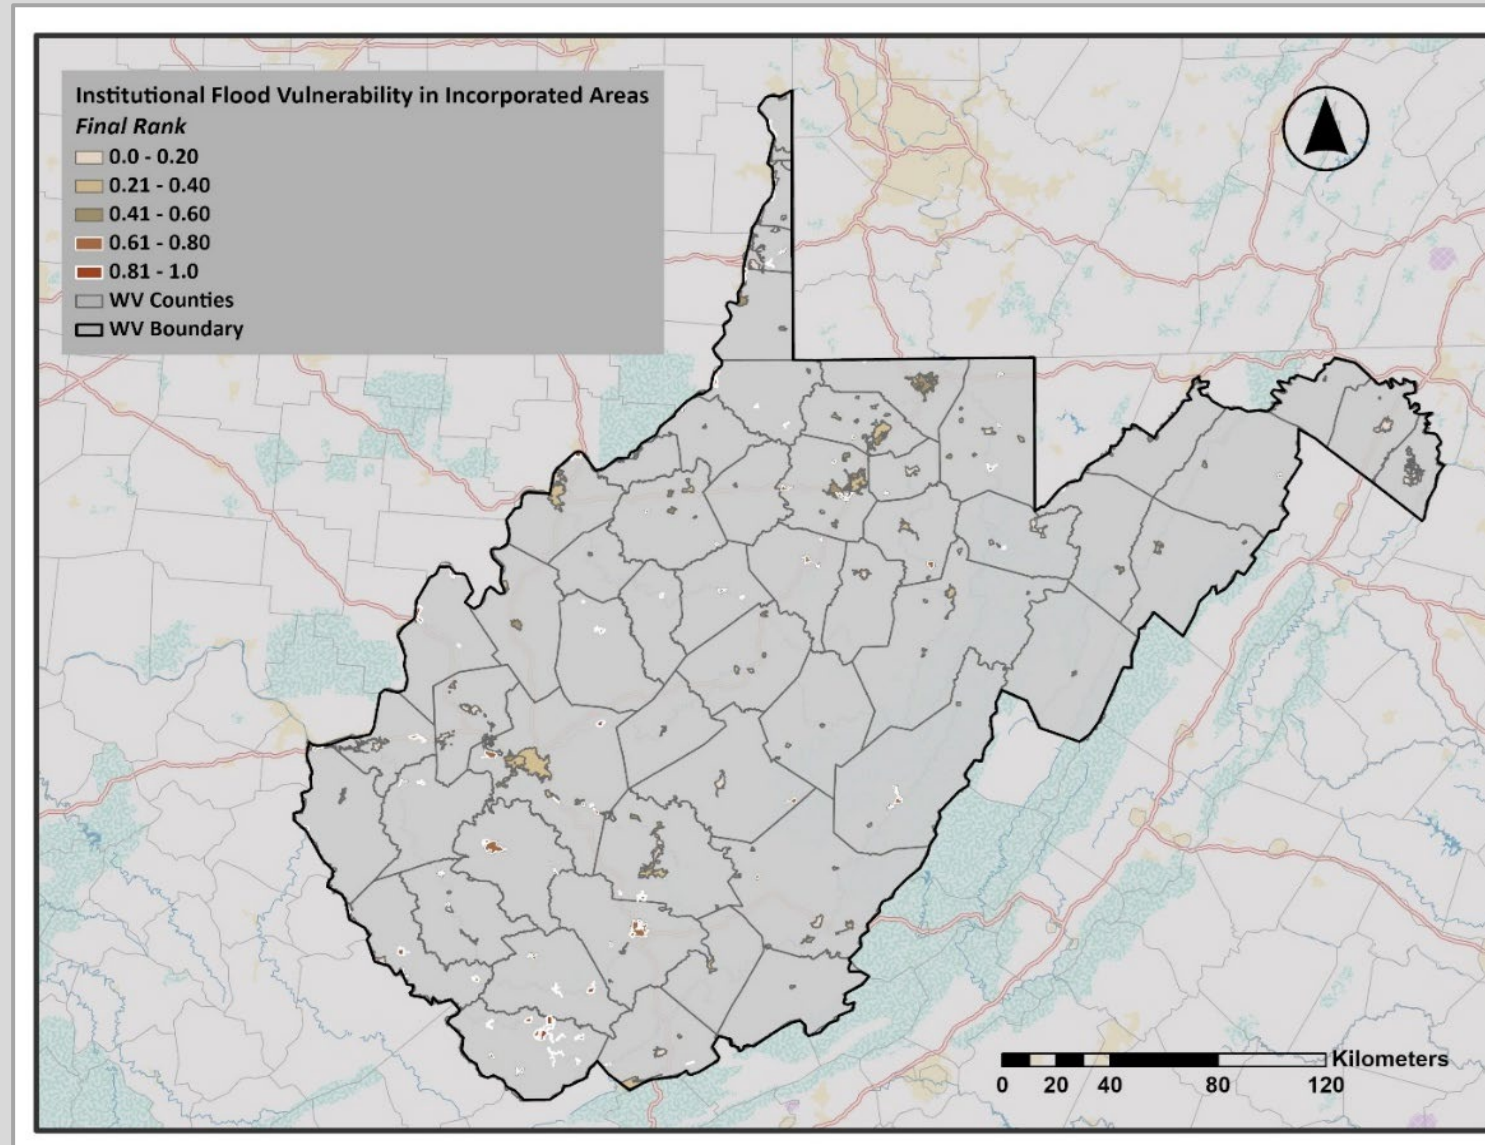 Institutional Flood Vulnerability in Incorporated Areas
Final Rank
0.0 - 0.20
0.21 - 0.40
0.41 - 0.60
0.61 - 0.80
0.81 - 1.0
WV Counties
WV Boundary
Kilometers
0 10 20 40 80 120